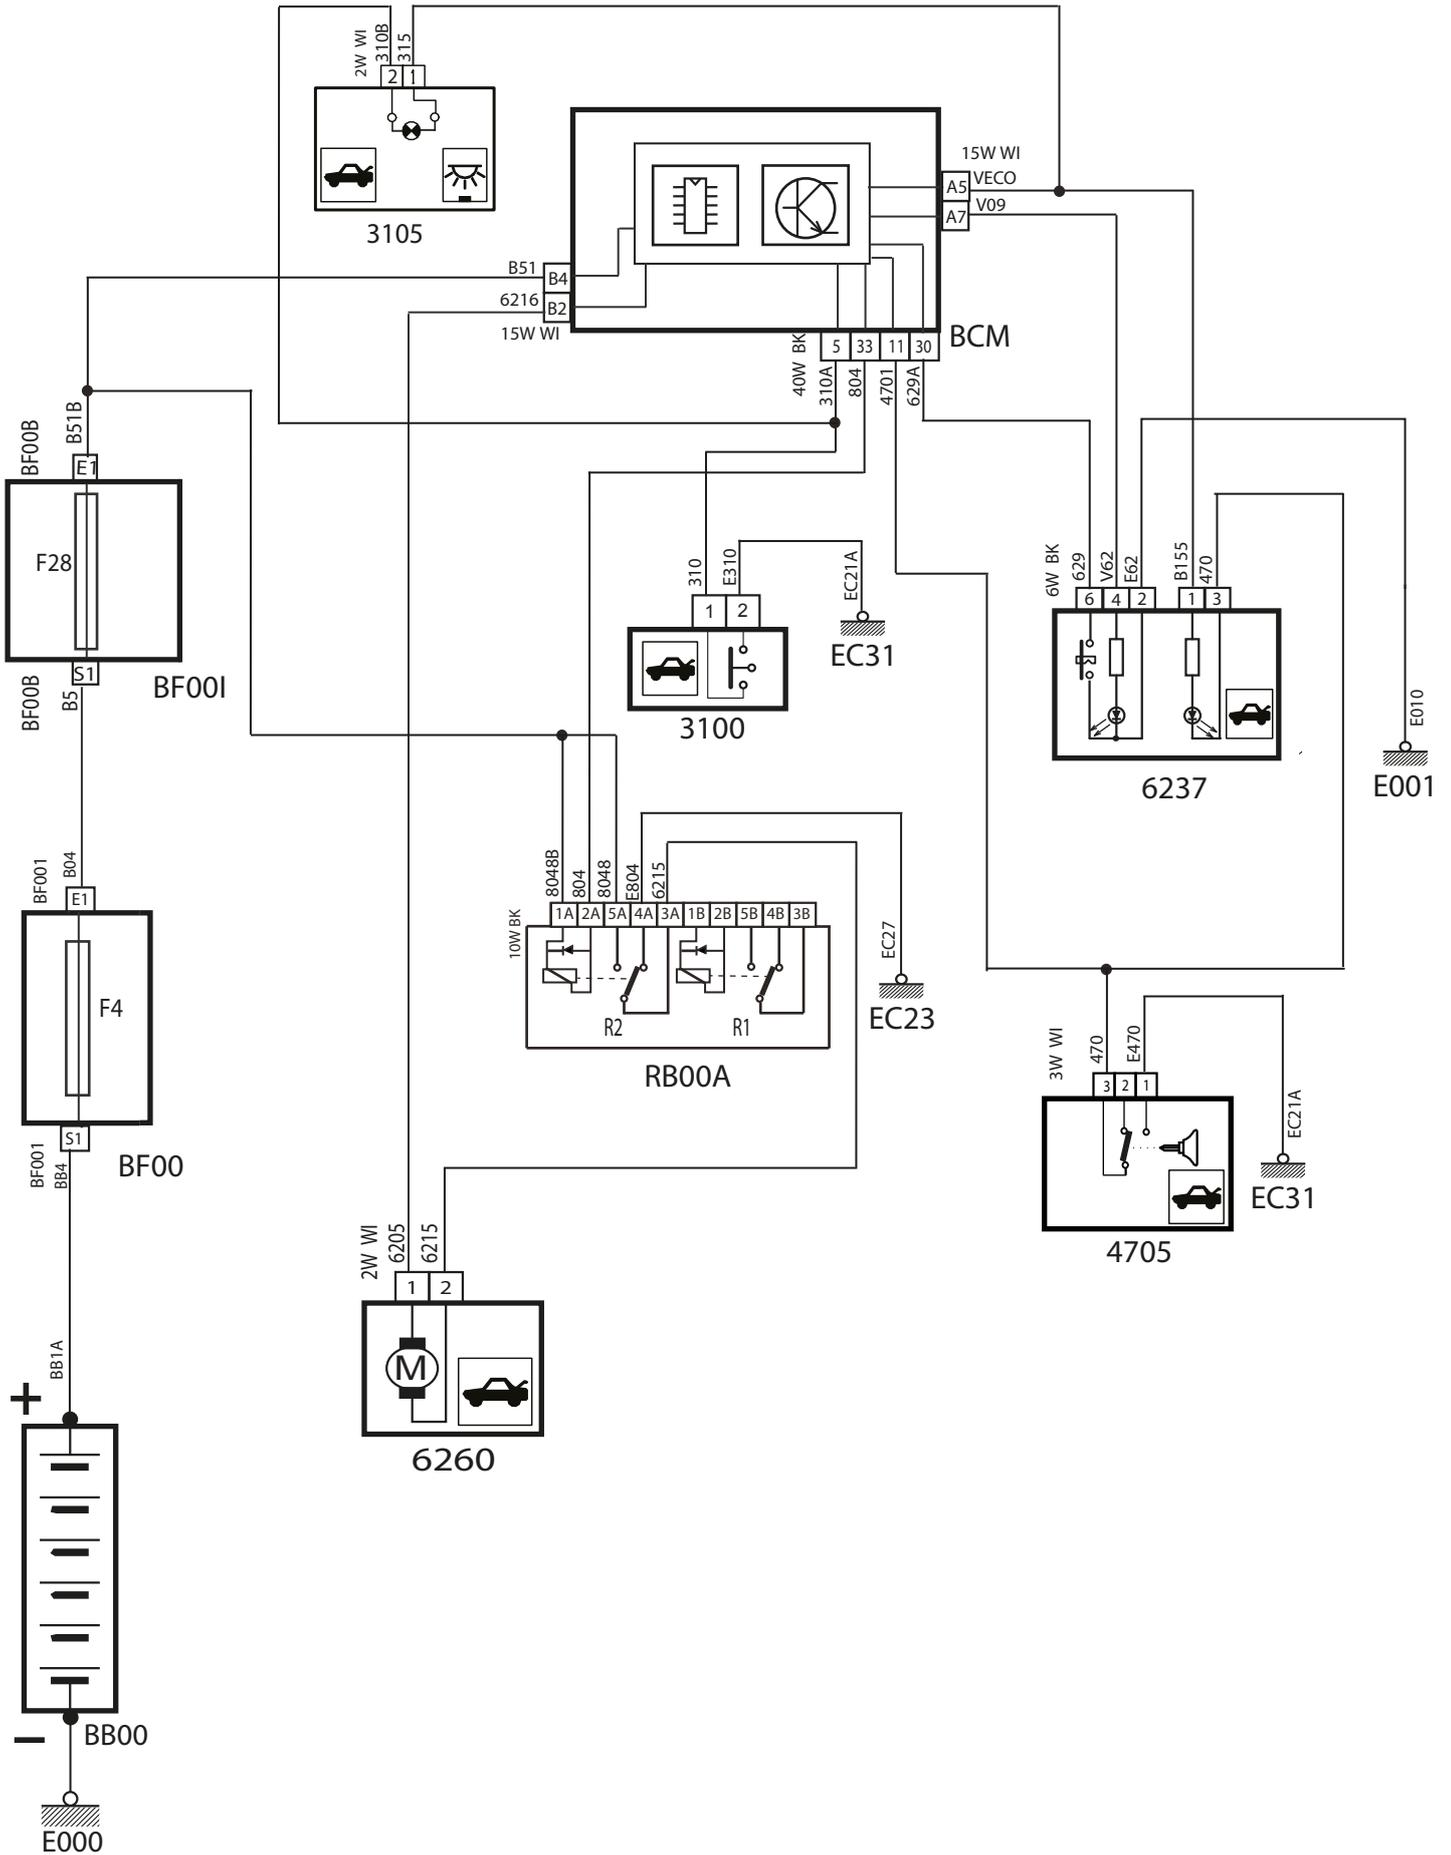 2W WI
310B
315
2 1
3105
15W WI
A5 VECO
A7 V09
B51 B4
6216 B2
15W WI
BCM
40W BK
5 33 11 30
310A
804
4701
629A
BF00B
B51B
E1
F28
S1
BF00B
B5
BF00I
310
E310
EC21A
1 2
EC31
3100
6W BK
629
V62
E62
B155
470
6 4 2 1 3
6237
E010
E001
BF001
B04
E1
F4
S1
BF001
BB4
BF00
8048B
804
8048
E804
6215
10W BK
1A 2A 5A 4A 3A 1B 2B 5B 4B 3B
R2
R1
RB00A
EC27
EC23
3W WI
470
E470
3 2 1
EC21A
EC31
4705
2W WI
6205
6215
1 2
M
6260
BB1A
+
−
BB00
E000